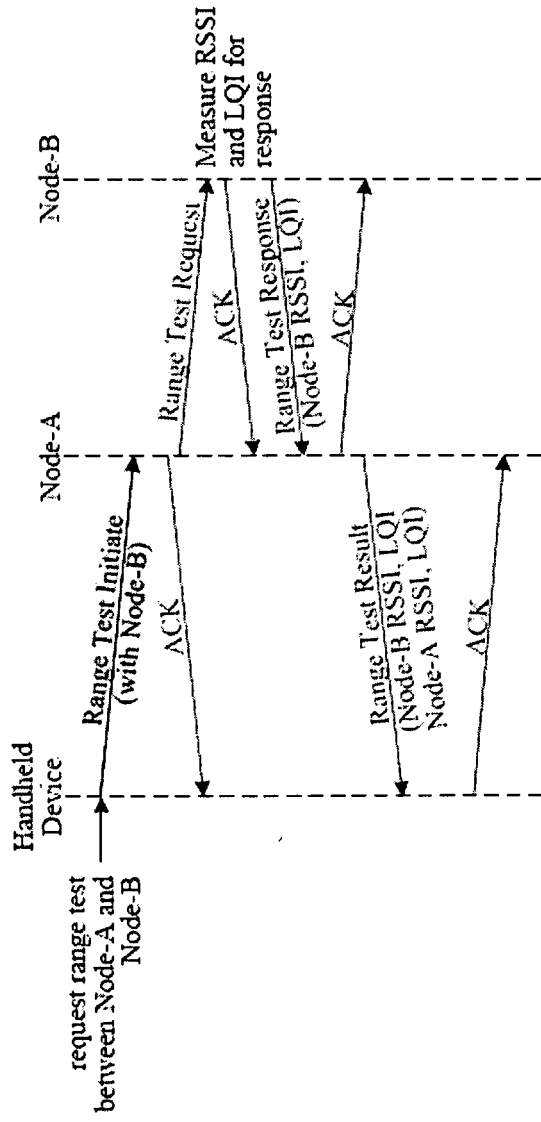 Handheld
Device
Node-A
Node-B
request range test
between Node-A and
Node-B
Range Test Initiate
(with Node-B)
ACK
Range Test Request
Measure RSSI
and LQI for
response
ACK
Range Test Response
(Node-B RSSI, LQI)
ACK
Range Test Result
(Node-B RSSI, LQI
Node-A RSSI, LQI)
ACK